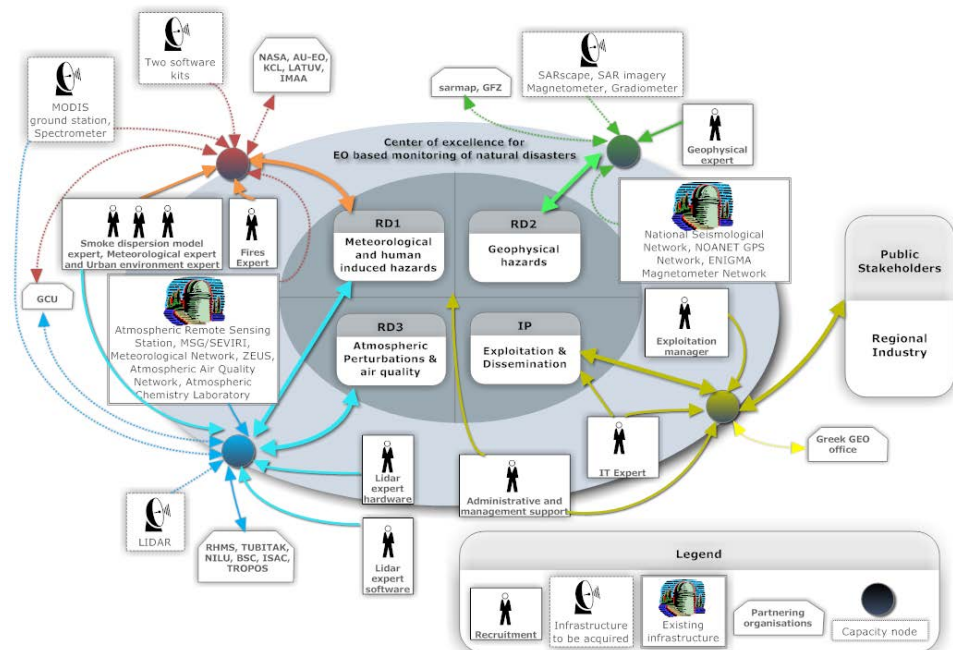 Two software
kits
NASA, AU-EO,
KCL, LATUV,
IMAA
MODIS
ground station,
Spectrometer
sarmap, GFZ
SARscape, SAR imagery
Magnetometer, Gradiometer
Geophysical
expert
Center of excellence for
EO based monitoring of natural disasters
RD1
Meteorological
and human
induced hazards
RD2
Geophysical
hazards
RD3
Atmospheric
Perturbations &
air quality
IP
Exploitation &
Dissemination
Smoke dispersion model
expert, Meteorological expert
and Urban environment expert
Fires
Expert
National Seismological
Network, NOANET GPS
Network, ENIGMA
Magnetometer Network
Public
Stakeholders
Regional
Industry
GCU
Atmospheric Remote Sensing
Station, MSG/SEVIRI,
Meteorological Network, ZEUS,
Atmospheric Air Quality
Network, Atmospheric
Chemistry Laboratory
Exploitation
manager
IT Expert
Greek GEO
office
Lidar
expert
hardware
Administrative and
management support
LIDAR
RHMS, TUBITAK,
NILU, BSC, ISAC,
TROPOS
Lidar
expert
software
Legend
Recruitment
Infrastructure
to be acquired
Existing
infrastructure
Partnering
organisations
Capacity node